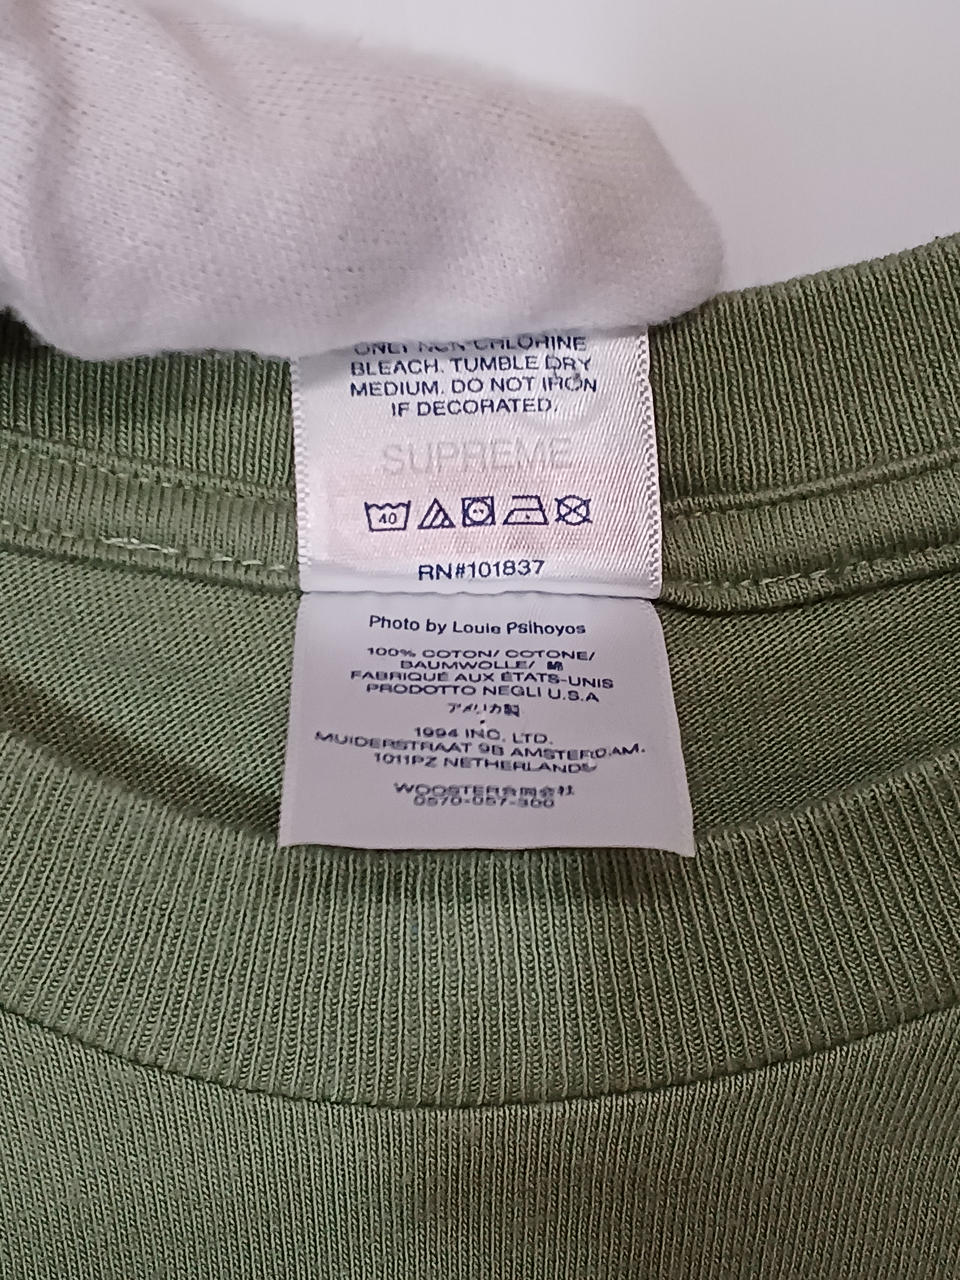 ONLY NON-CHLORINE
BLEACH. TUMBLE DRY
MEDIUM. DO NOT IRON
IF DECORATED.
SUPREME
40
RN#101837
Photo by Louie Psihoyos
100% COTON/ COTONE/
BAUMWOLLE/ 綿
FABRIQUÉ AUX ÉTATS-UNIS
PRODOTTO NEGLI U.S.A
アメリカ製
1994 INC. LTD.
MUIDERSTRAAT 9B AMSTERDAM.
1011PZ NETHERLANDS
WOOSTER合同会社
0570-057-300